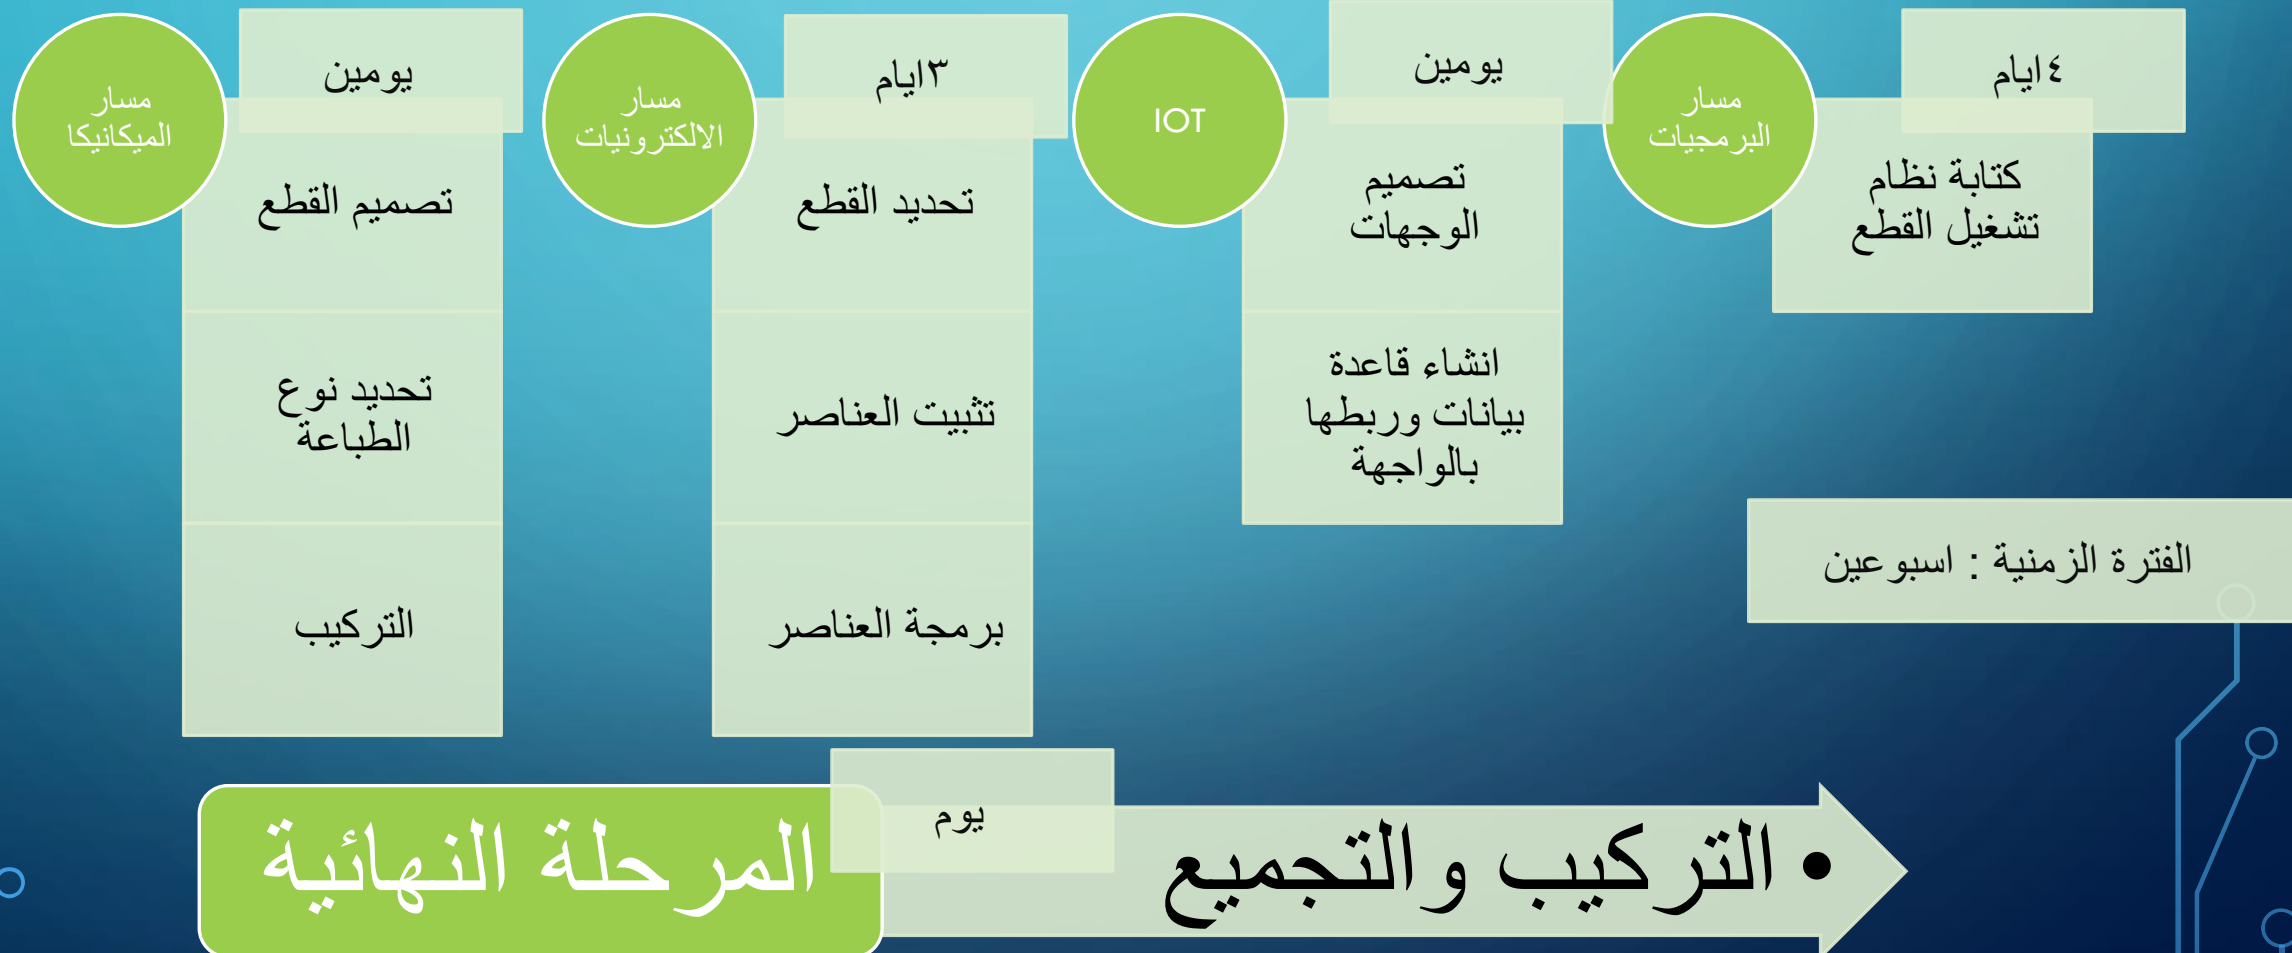 مسار
الميكانيكا
يومين
تصميم القطع
تحديد نوع
الطباعة
التركيب
مسار
الالكترونيات
٣ايام
تحديد القطع
تثبيت العناصر
برمجة العناصر
IOT
يومين
تصميم
الوجهات
انشاء قاعدة
بيانات وربطها
بالواجهة
مسار
البرمجيات
٤ايام
كتابة نظام
تشغيل القطع
الفترة الزمنية : اسبوعين
المرحلة النهائية
يوم
• التركيب والتجميع